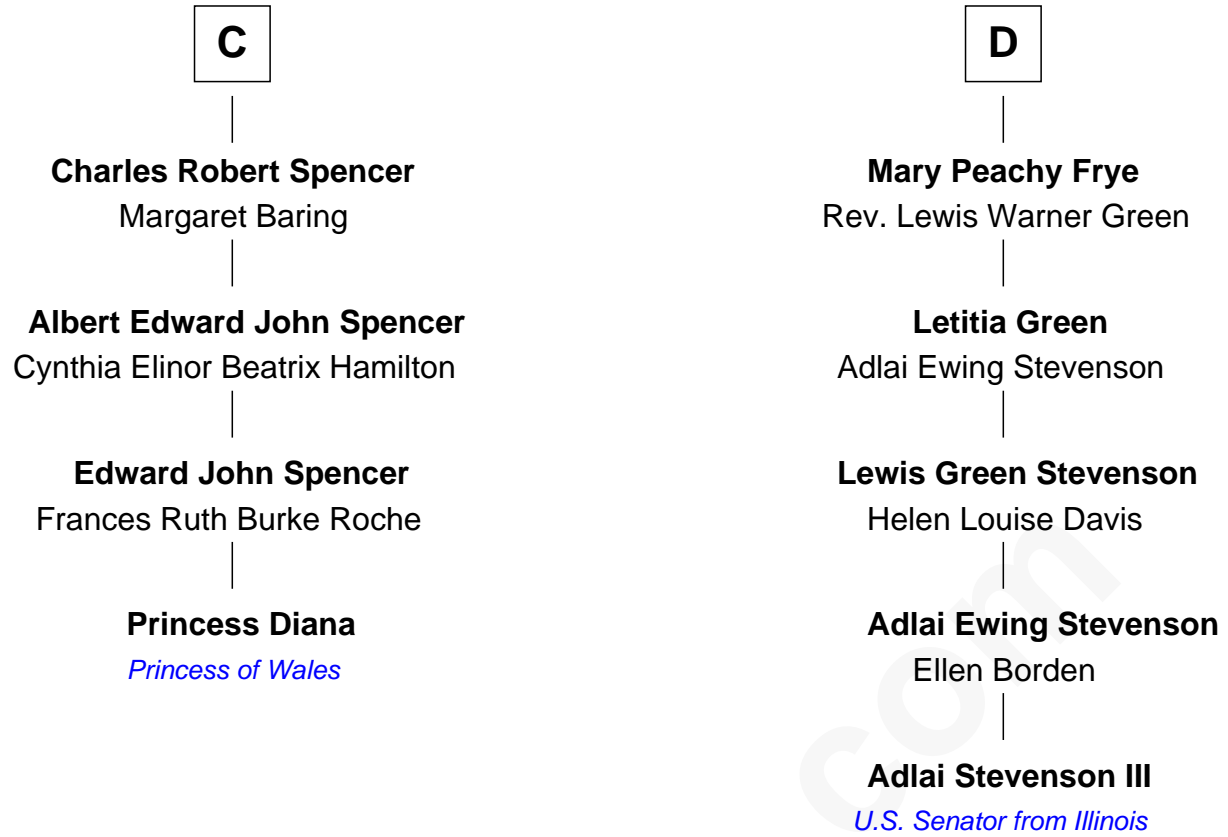 C
Charles Robert Spencer
Margaret Baring
Albert Edward John Spencer
Cynthia Elinor Beatrix Hamilton
Edward John Spencer
Frances Ruth Burke Roche
Princess Diana
Princess of Wales
D
Mary Peachy Frye
Rev. Lewis Warner Green
Letitia Green
Adlai Ewing Stevenson
Lewis Green Stevenson
Helen Louise Davis
Adlai Ewing Stevenson
Ellen Borden
Adlai Stevenson III
U.S. Senator from Illinois
com